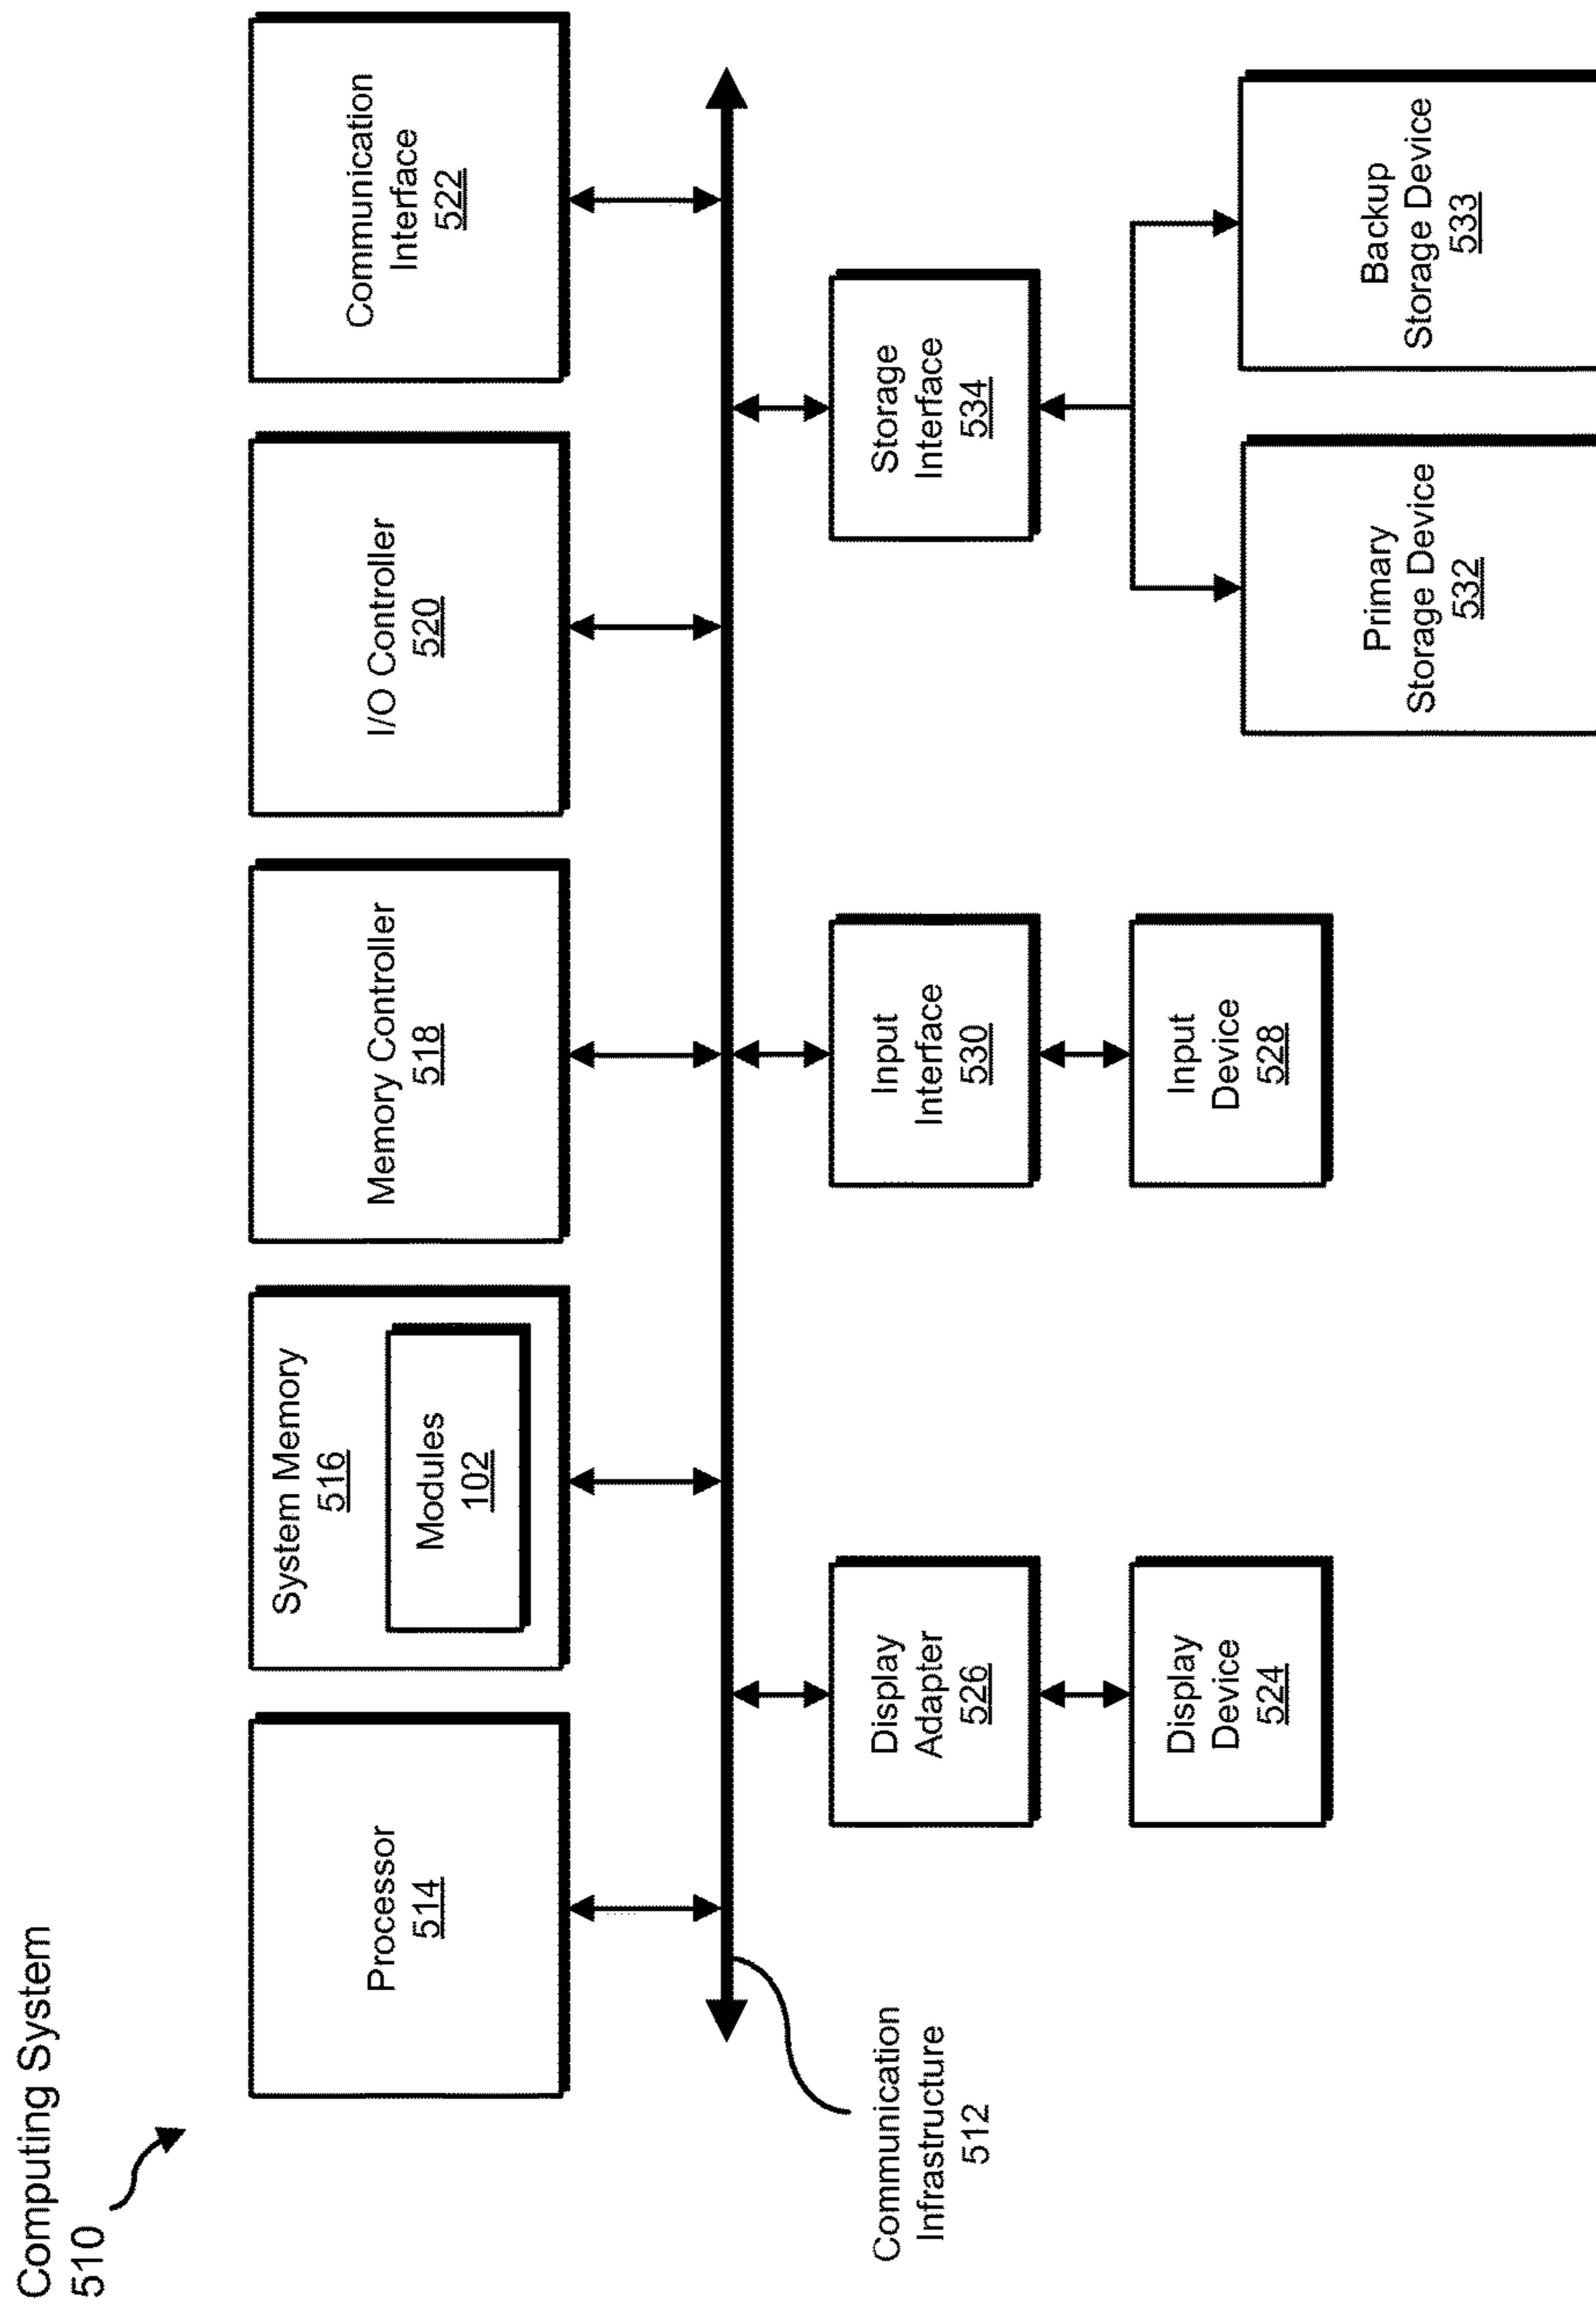 Computing System
510
Processor
514
System Memory
516
Modules
102
Memory Controller
518
I/O Controller
520
Communication
Interface
522
Communication
Infrastructure
512
Display
Adapter
526
Input
Interface
530
Storage
Interface
534
Display
Device
524
Input
Device
528
Primary
Storage Device
532
Backup
Storage Device
533